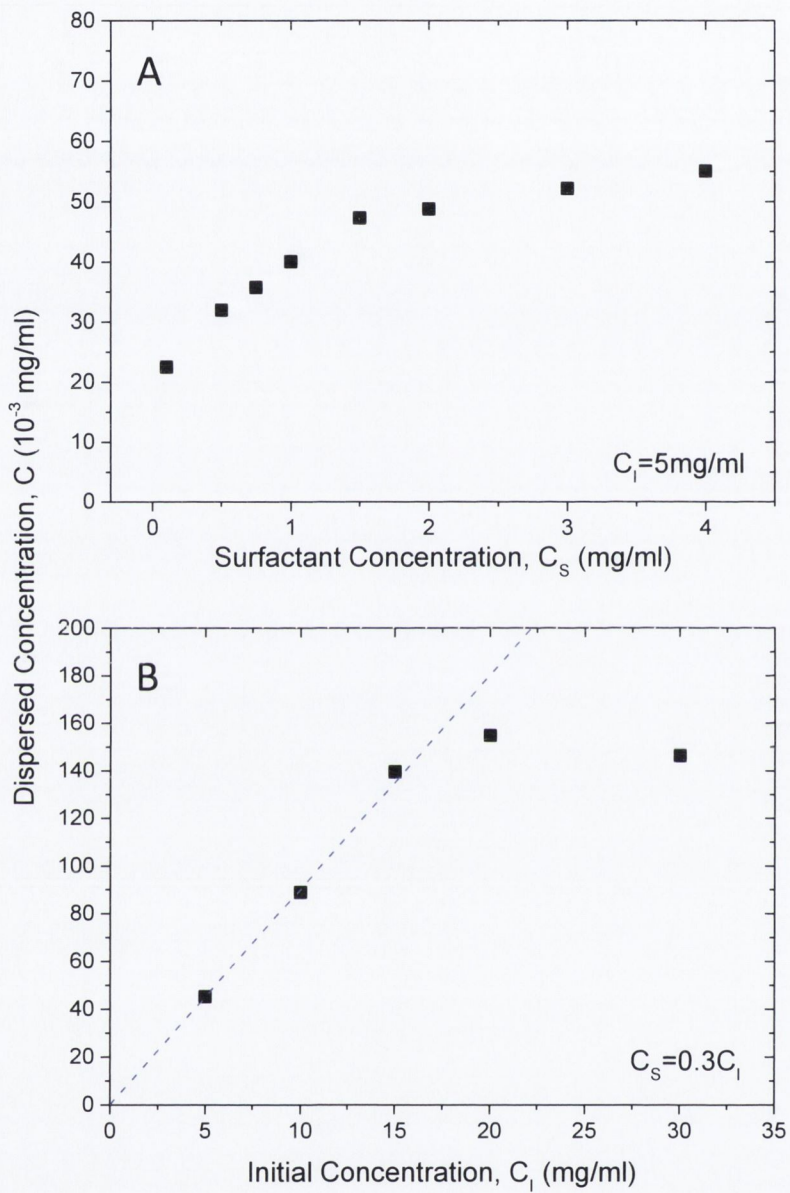 Dispersed Concentration, C (10⁻³ mg/ml)
A
80
70
60
50
40
30
20
10
0
C_I=5mg/ml
0 1 2 3 4
Surfactant Concentration, C_S (mg/ml)
B
200
180
160
140
120
100
80
60
40
20
0
C_S=0.3C_I
0 5 10 15 20 25 30 35
Initial Concentration, C_I (mg/ml)